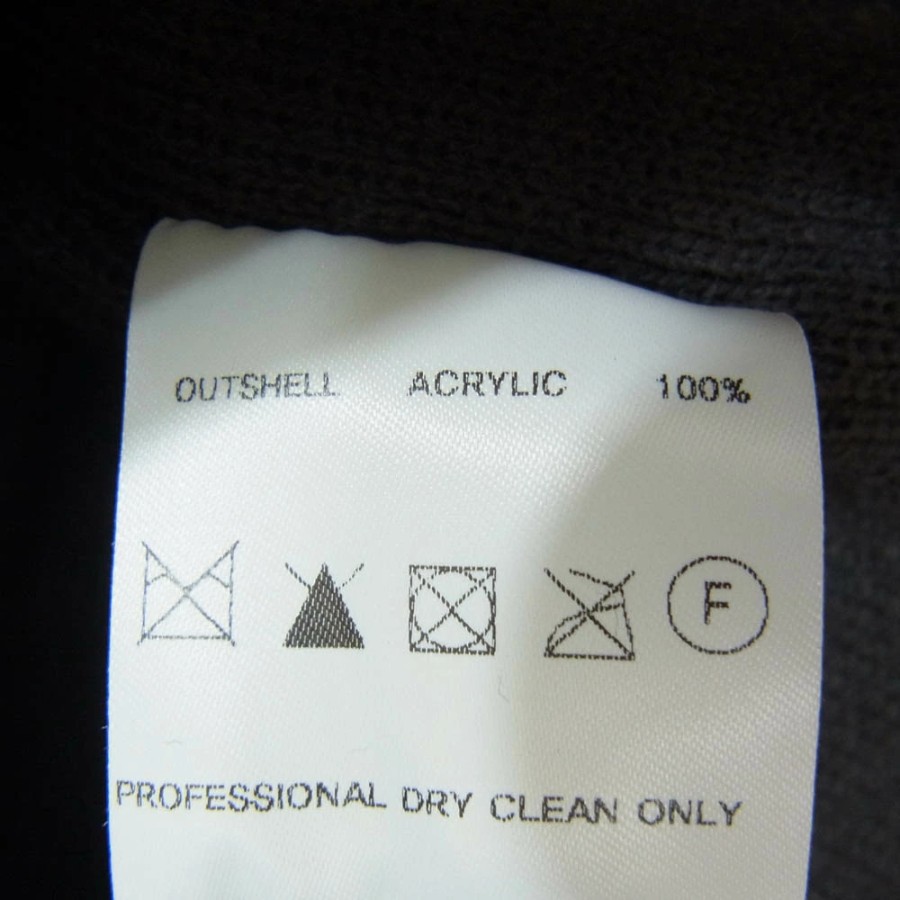 OUTSHELL ACRYLIC 100%
F
PROFESSIONAL DRY CLEAN ONLY